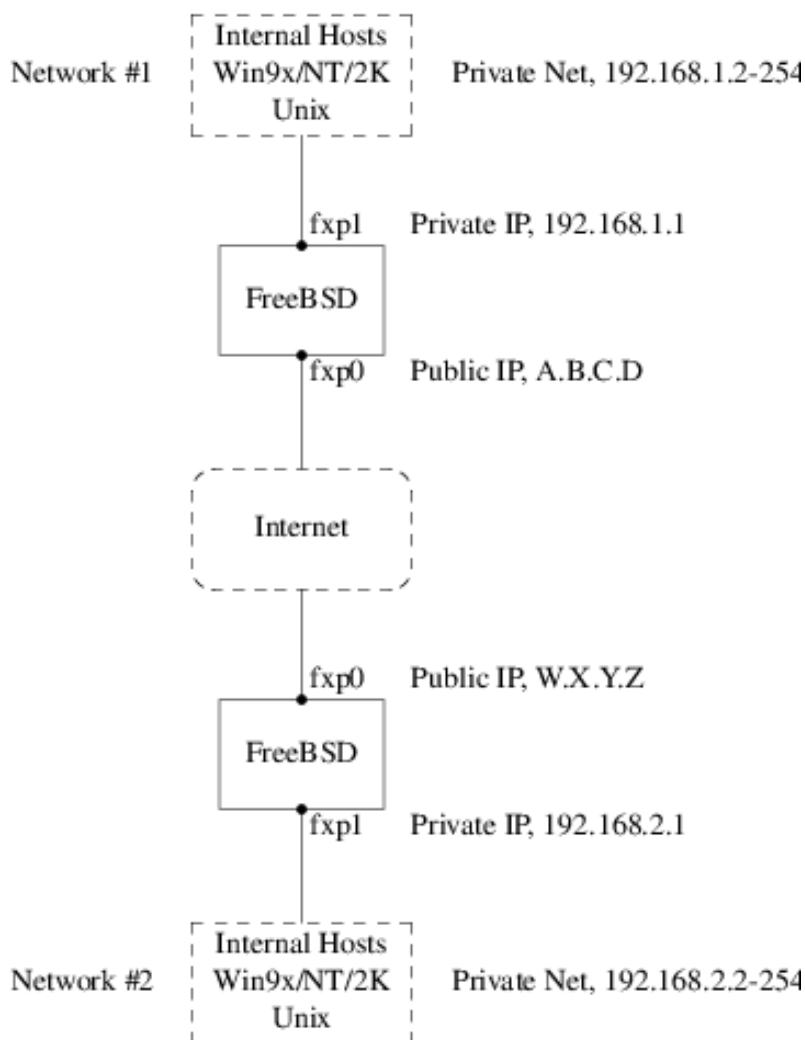 Internal Hosts
Network #1 Win9x/NT/2K Private Net, 192.168.1.2-254
Unix
fxp1 Private IP, 192.168.1.1
FreeBSD
fxp0 Public IP, A.B.C.D
Internet
fxp0 Public IP, W.X.Y.Z
FreeBSD
fxp1 Private IP, 192.168.2.1
Internal Hosts
Network #2 Win9x/NT/2K Private Net, 192.168.2.2-254
Unix